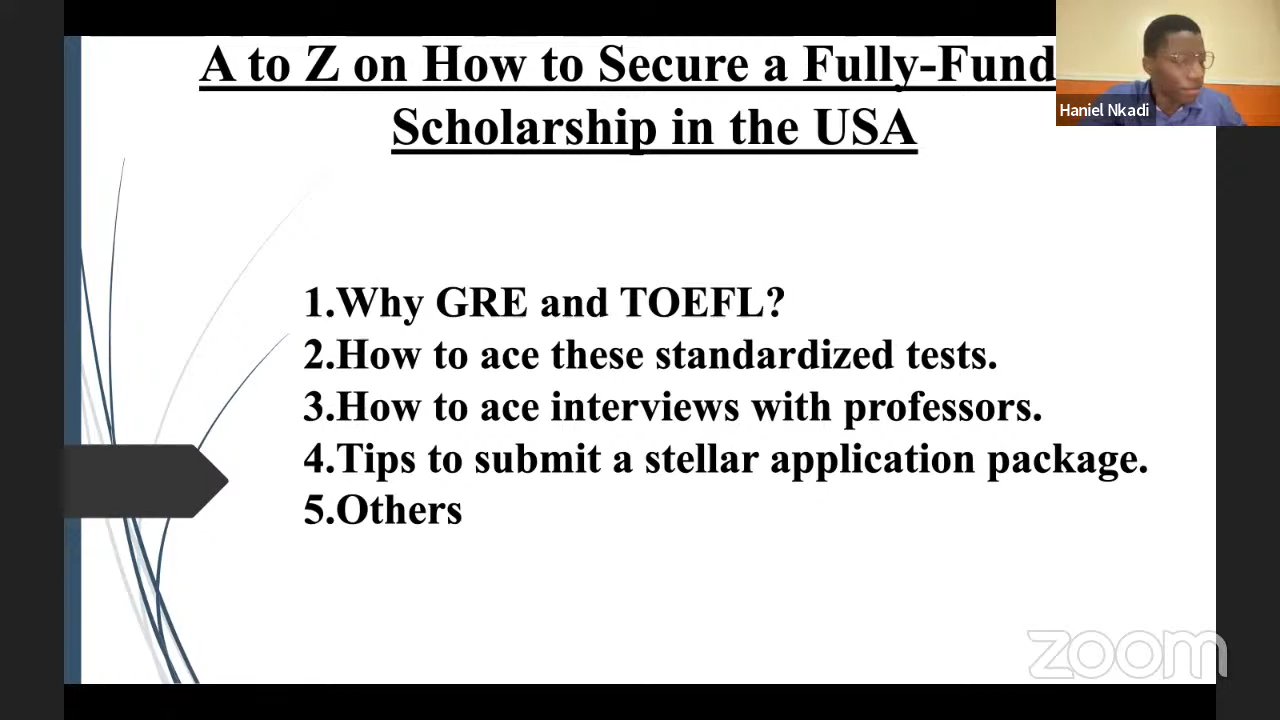 A to Z on How to Secure a Fully-Fund
Scholarship in the USA
Haniel Nkadi
1.Why GRE and TOEFL?
2.How to ace these standardized tests.
3.How to ace interviews with professors.
4.Tips to submit a stellar application package.
5.Others
zoom